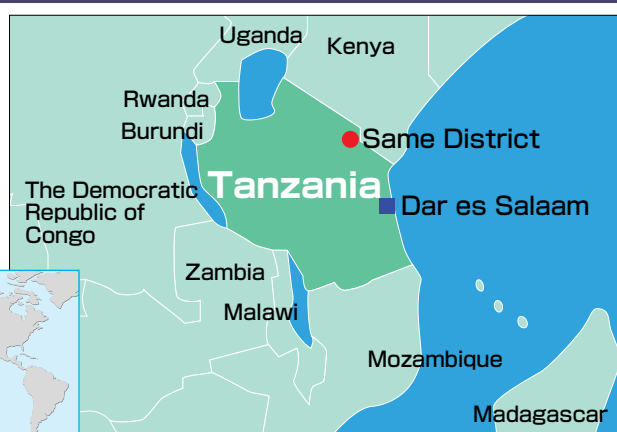 Uganda
Kenya
Rwanda
Burundi
Same District
The Democratic
Republic of
Congo
Tanzania
Dar es Salaam
Zambia
Malawi
Mozambique
Madagascar